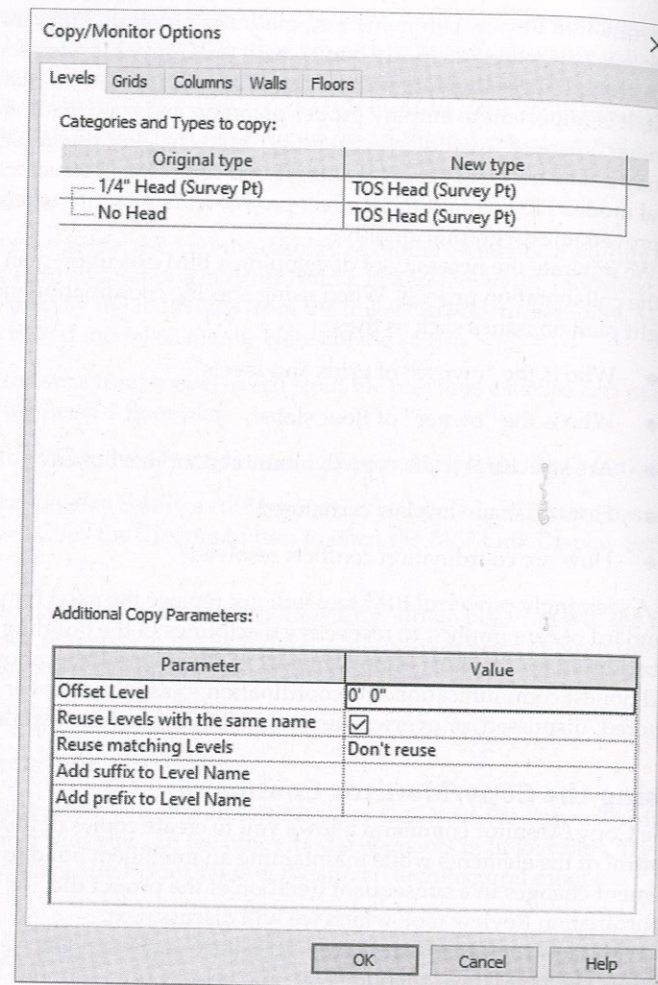 Copy/Monitor Options
Levels Grids Columns Walls Floors
Categories and Types to copy:
Original type New type
1/4" Head (Survey Pt) TOS Head (Survey Pt)
No Head TOS Head (Survey Pt)
Additional Copy Parameters:
Parameter Value
Offset Level 0' 0"
Reuse Levels with the same name
Reuse matching Levels Don't reuse
Add suffix to Level Name
Add prefix to Level Name
OK Cancel Help